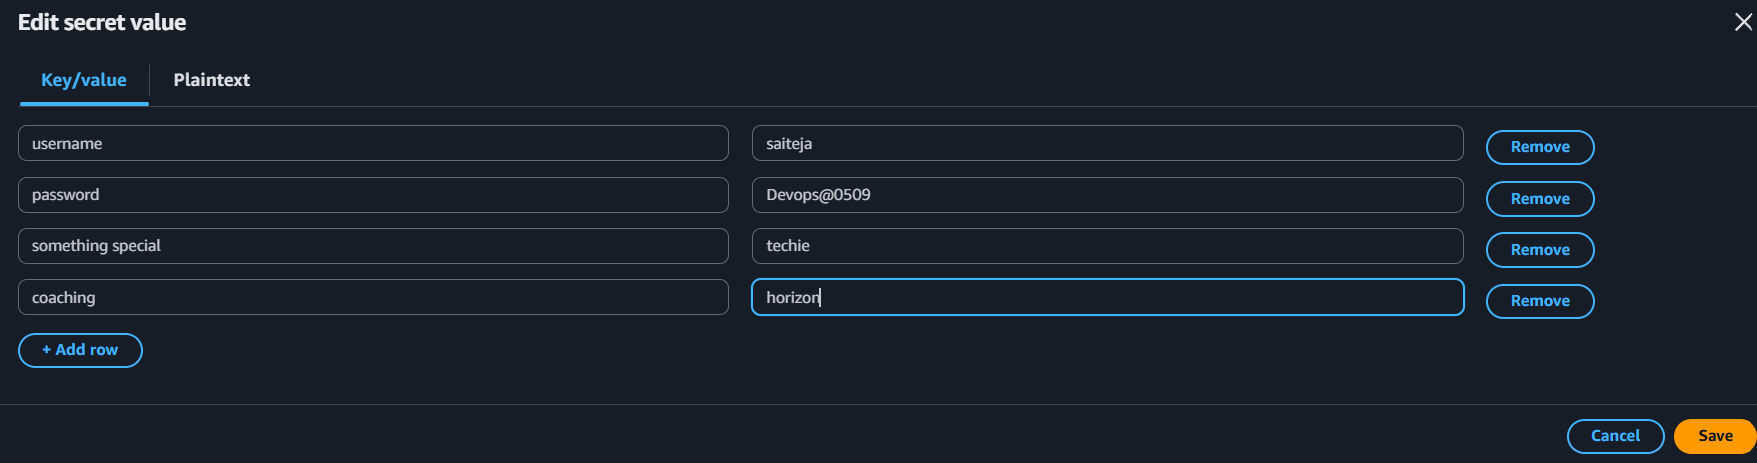 Edit secret value
Key/value Plaintext
username saiteja Remove
password Devops@0509 Remove
something special techie Remove
coaching horizon Remove
+ Add row
Cancel Save